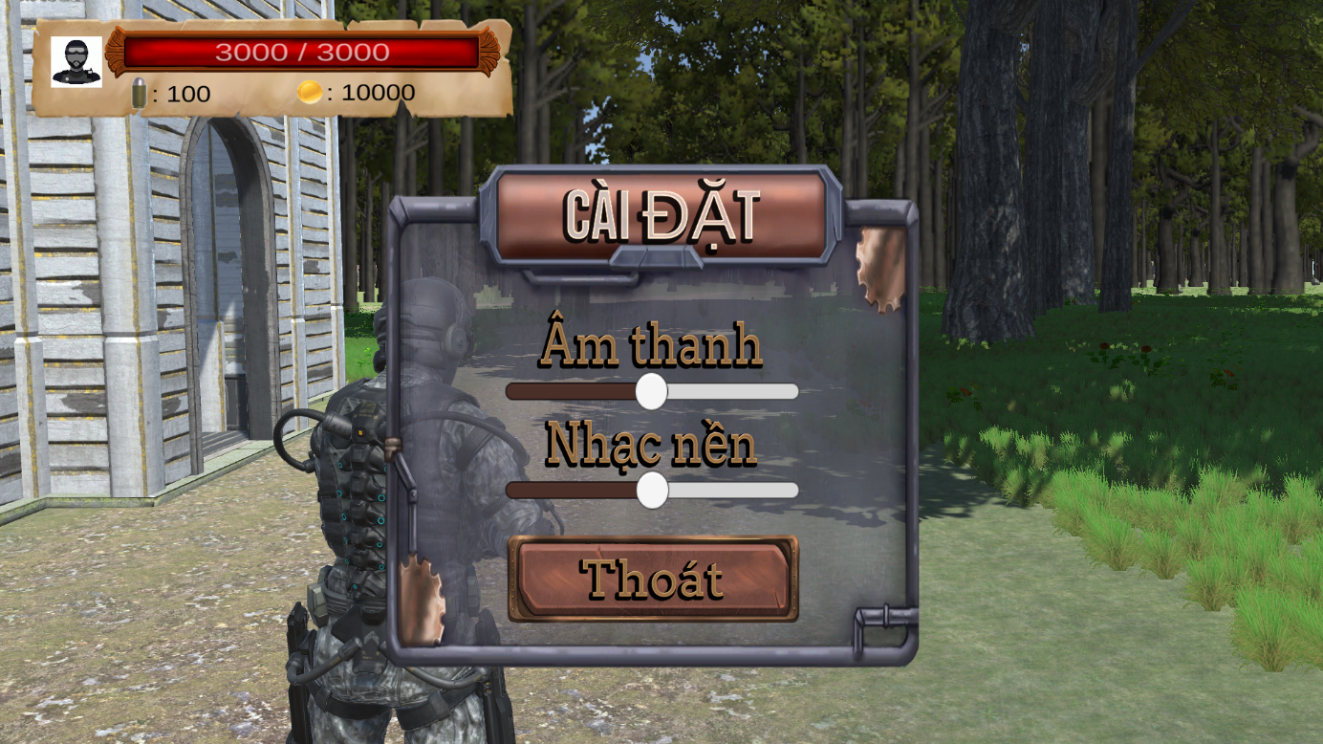 3000 / 3000
: 100 : 10000
CÀI ĐẶT
Âm thanh
Nhạc nền
Thoát